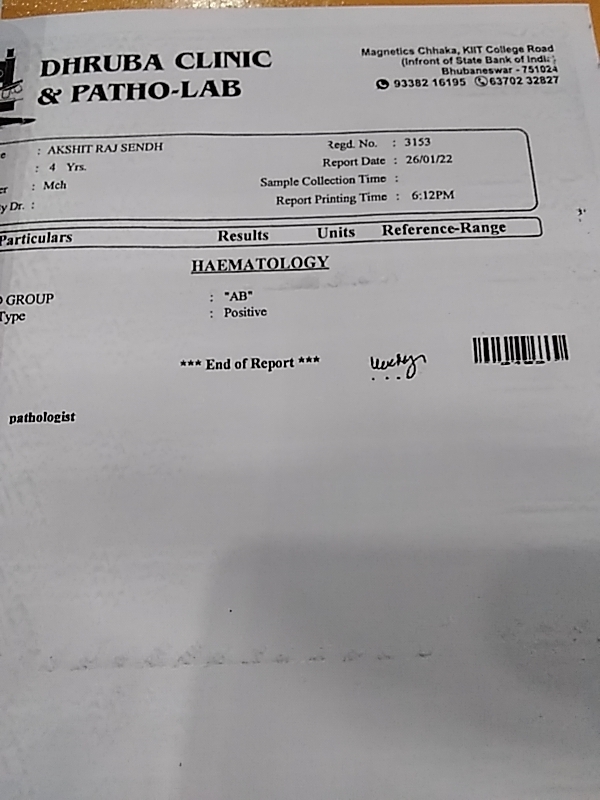 DHRUBA CLINIC
& PATHO-LAB
Magnetics Chhaka, KIIT College Road
(Infront of State Bank of India)
Bhubaneswar - 751024
93382 16195 63702 32827
e : AKSHIT RAJ SENDH
: 4 Yrs.
er : Mch
y Dr. :
Regd. No. : 3153
Report Date : 26/01/22
Sample Collection Time :
Report Printing Time : 6:12PM
Particulars Results Units Reference-Range
HAEMATOLOGY
GROUP : "AB"
Type : Positive
*** End of Report ***
pathologist